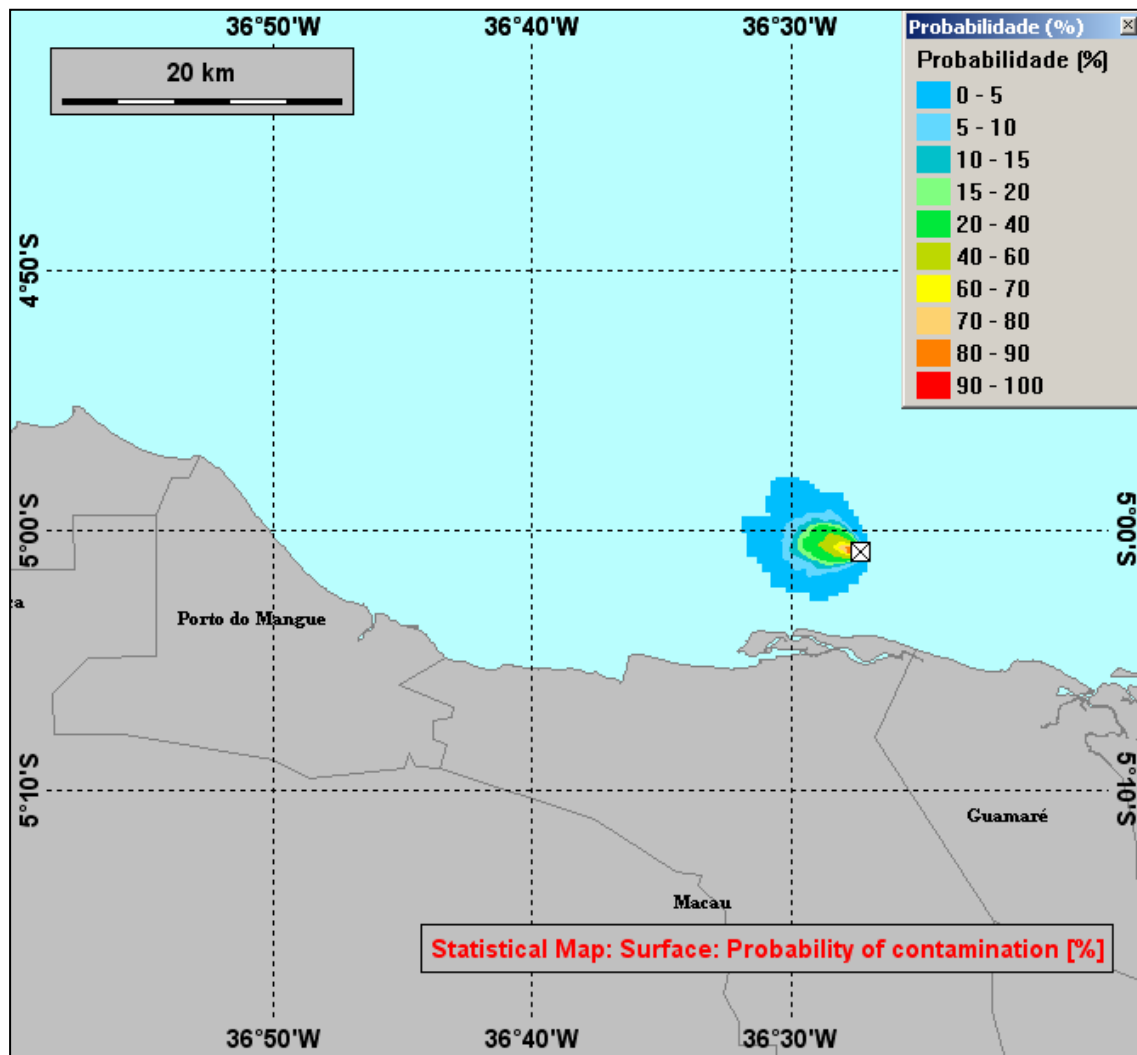 36°50'W
36°40'W
36°30'W
Probabilidade (%)
20 km
Probabilidade (%)
0 - 5
5 - 10
10 - 15
15 - 20
20 - 40
40 - 60
60 - 70
70 - 80
80 - 90
90 - 100
4°50'S
5°00'S
5°00'S
ca
Porto do Mangue
5°10'S
5°10'S
Guamaré
Macau
Statistical Map: Surface: Probability of contamination [%]
36°50'W
36°40'W
36°30'W